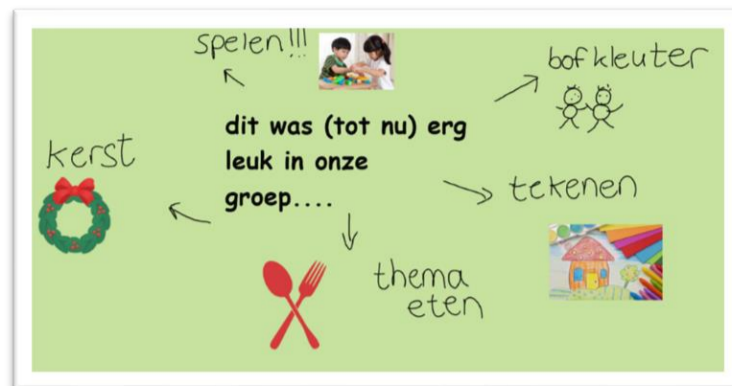 spelen!!!
bofkleuter
dit was (tot nu) erg
leuk in onze
groep....
kerst
tekenen
thema
eten